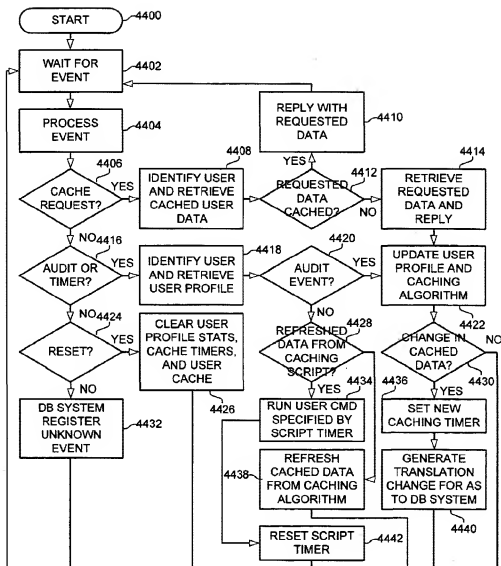 START
4400
WAIT FOR
EVENT
4402
PROCESS
EVENT
4404
REPLY WITH
REQUESTED
DATA
4410
4406
CACHE
REQUEST?
YES
4408
IDENTIFY USER
AND RETRIEVE
CACHED USER
DATA
YES
4412
REQUESTED
DATA
CACHED?
NO
4414
RETRIEVE
REQUESTED
DATA AND
REPLY
NO
4416
AUDIT OR
TIMER?
YES
4418
IDENTIFY USER
AND RETRIEVE
USER PROFILE
4420
AUDIT
EVENT?
YES
UPDATE USER
PROFILE AND
CACHING
ALGORITHM
4422
NO
4424
RESET?
YES
CLEAR USER
PROFILE STATS,
CACHE TIMERS,
AND USER
CACHE
4426
NO
4428
REFRESHED
DATA FROM
CACHING
SCRIPT?
YES
CHANGE IN
CACHED
DATA?
NO
4430
YES
NO
DB SYSTEM
REGISTER
UNKNOWN
EVENT
4432
4434
RUN USER CMD
SPECIFIED BY
SCRIPT TIMER
4436
SET NEW
CACHING
TIMER
4438
REFRESH
CACHED DATA
FROM CACHING
ALGORITHM
GENERATE
TRANSLATION
CHANGE FOR AS
TO DB SYSTEM
4440
RESET SCRIPT
TIMER
4442